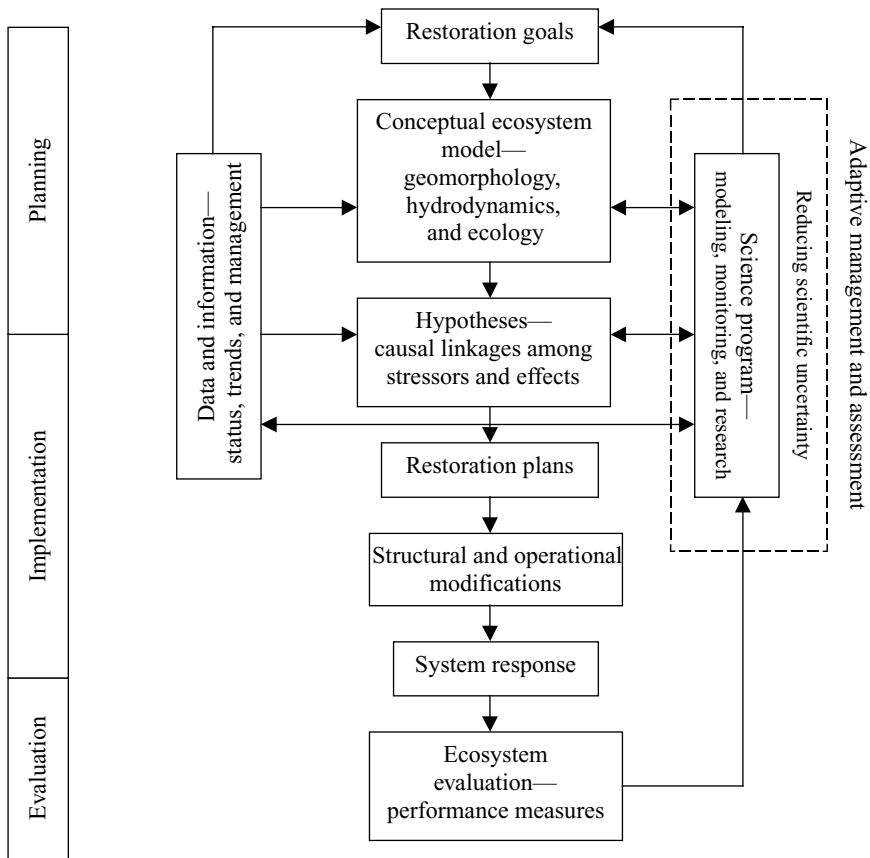 Planning
Implementation
Evaluation
Data and information—
status, trends, and management
Restoration goals
Conceptual ecosystem
model—
geomorphology,
hydrodynamics,
and ecology
Hypotheses—
causal linkages among
stressors and effects
Restoration plans
Structural and operational
modifications
System response
Ecosystem
evaluation—
performance measures
Science program—
modeling, monitoring, and research
Reducing scientific uncertainty
Adaptive management and assessment